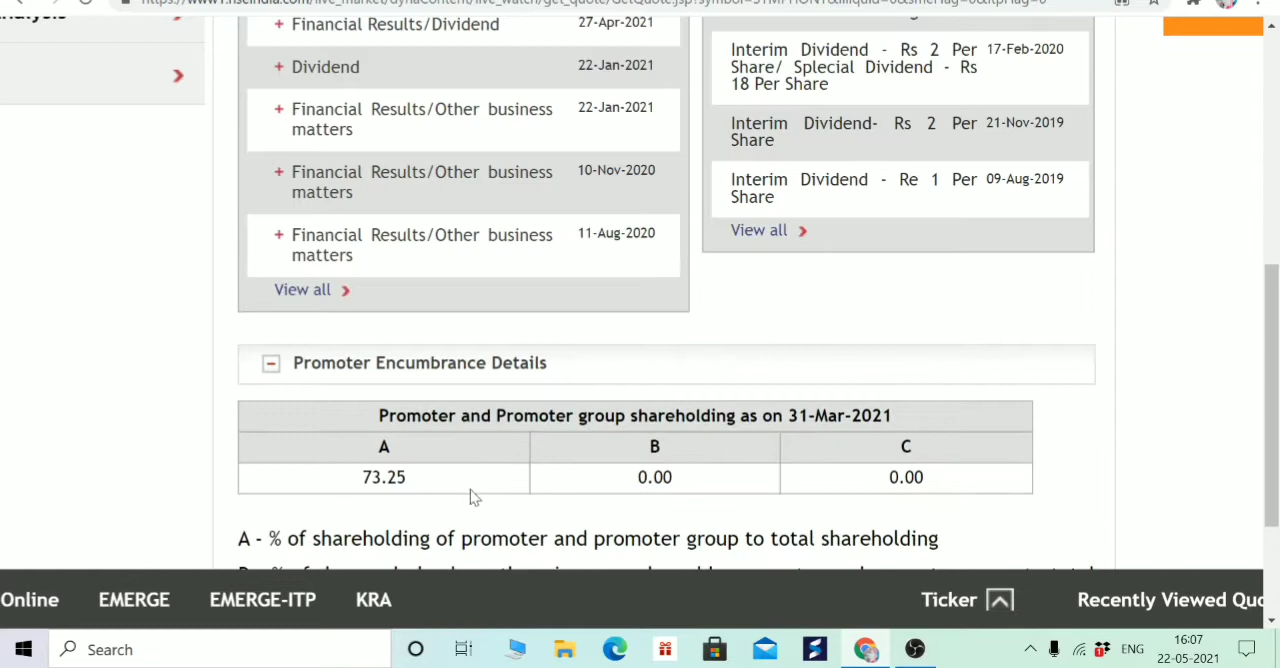 + Financial Results/Dividend 27-Apr-2021
+ Dividend 22-Jan-2021
+ Financial Results/Other business 22-Jan-2021
matters
+ Financial Results/Other business 10-Nov-2020
matters
+ Financial Results/Other business 11-Aug-2020
matters
View all
Interim Dividend - Rs 2 Per 17-Feb-2020
Share/ Splecial Dividend - Rs
18 Per Share
Interim Dividend- Rs 2 Per 21-Nov-2019
Share
Interim Dividend - Re 1 Per 09-Aug-2019
Share
View all
Promoter Encumbrance Details
Promoter and Promoter group shareholding as on 31-Mar-2021
A B C
73.25 0.00 0.00
A - % of shareholding of promoter and promoter group to total shareholding
Online EMERGE EMERGE-ITP KRA Ticker Recently Viewed Quo
Search ENG 16:07
22-05-2021